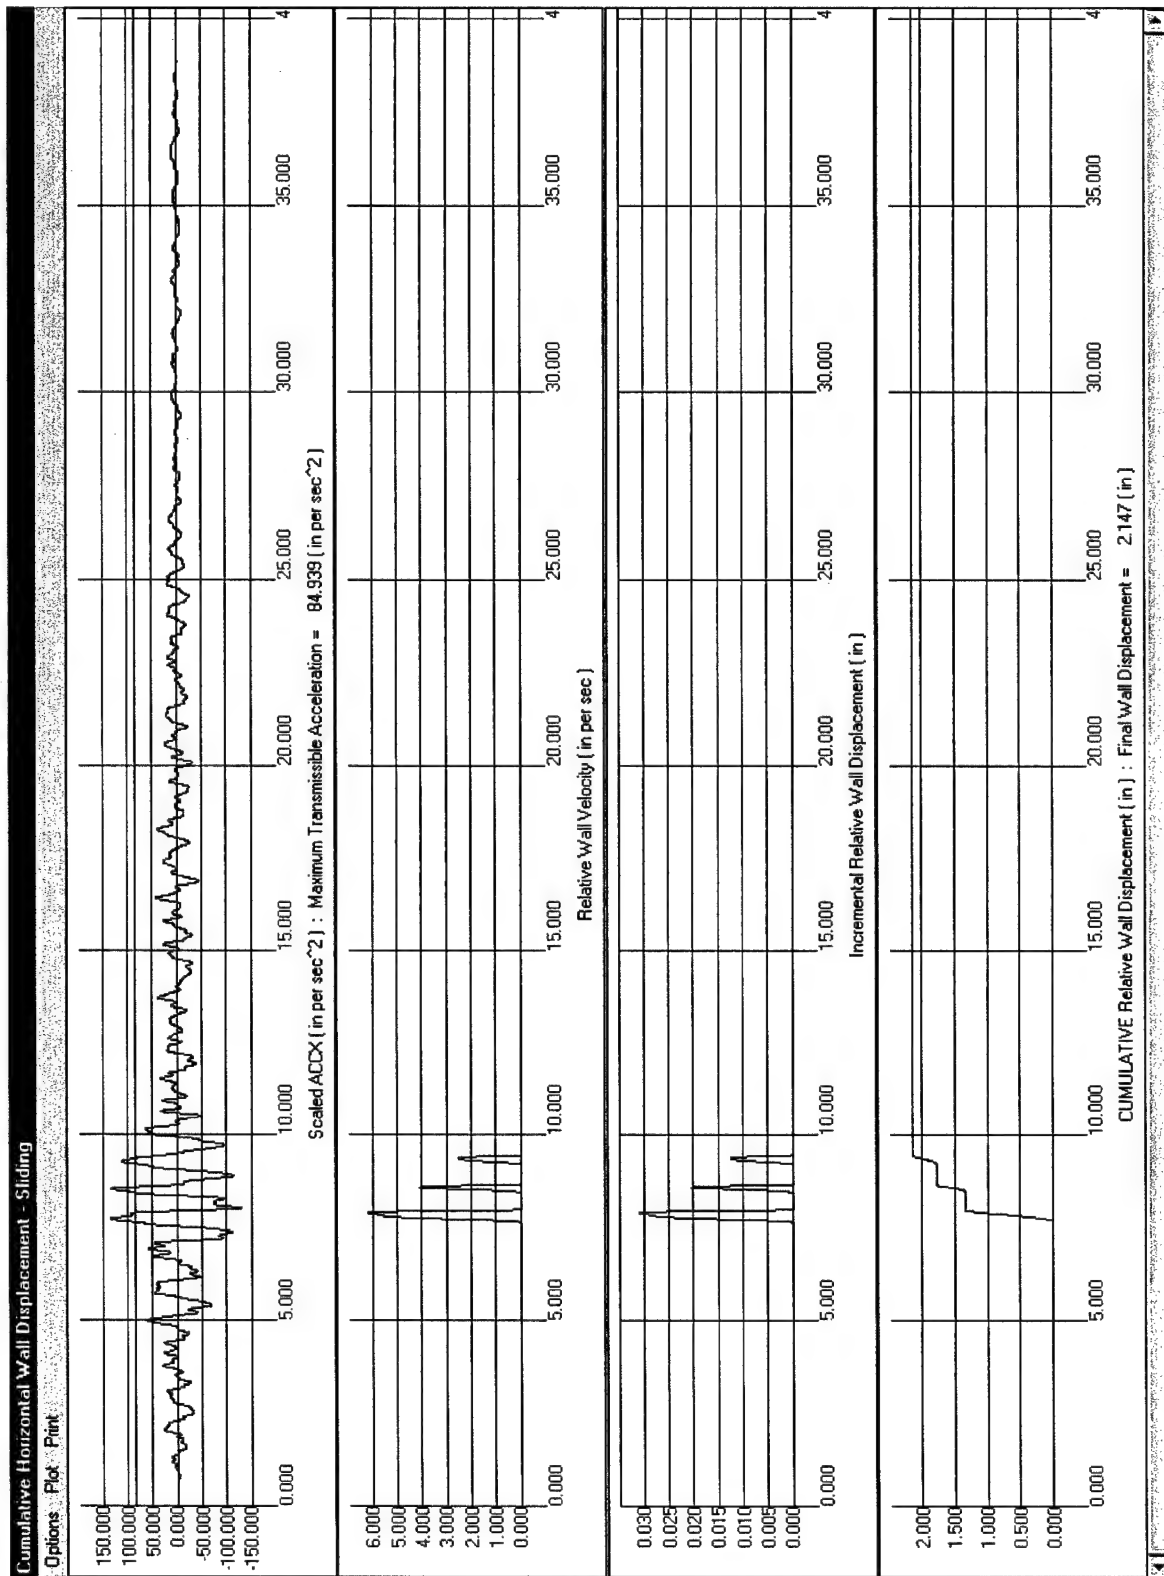 Cumulative Horizontal Wall Displacement - Sliding
Options Plot Print
150.000
100.000
50.000
0.000
-50.000
-100.000
-150.000
0.000 5.000 10.000 15.000 20.000 25.000 30.000 35.000 4
Scaled ACCX ( in per sec^2 ) : Maximum Transmissible Acceleration = 84.939 ( in per sec^2 )
6.000
5.000
4.000
3.000
2.000
1.000
0.000
0.000 5.000 10.000 15.000 20.000 25.000 30.000 35.000 4
Relative Wall Velocity ( in per sec )
0.030
0.025
0.020
0.015
0.010
0.005
0.000
0.000 5.000 10.000 15.000 20.000 25.000 30.000 35.000 4
Incremental Relative Wall Displacement ( in )
2.000
1.500
1.000
0.500
0.000
0.000 5.000 10.000 15.000 20.000 25.000 30.000 35.000 4
CUMULATIVE Relative Wall Displacement ( in ) : Final Wall Displacement = 2.147 ( in )